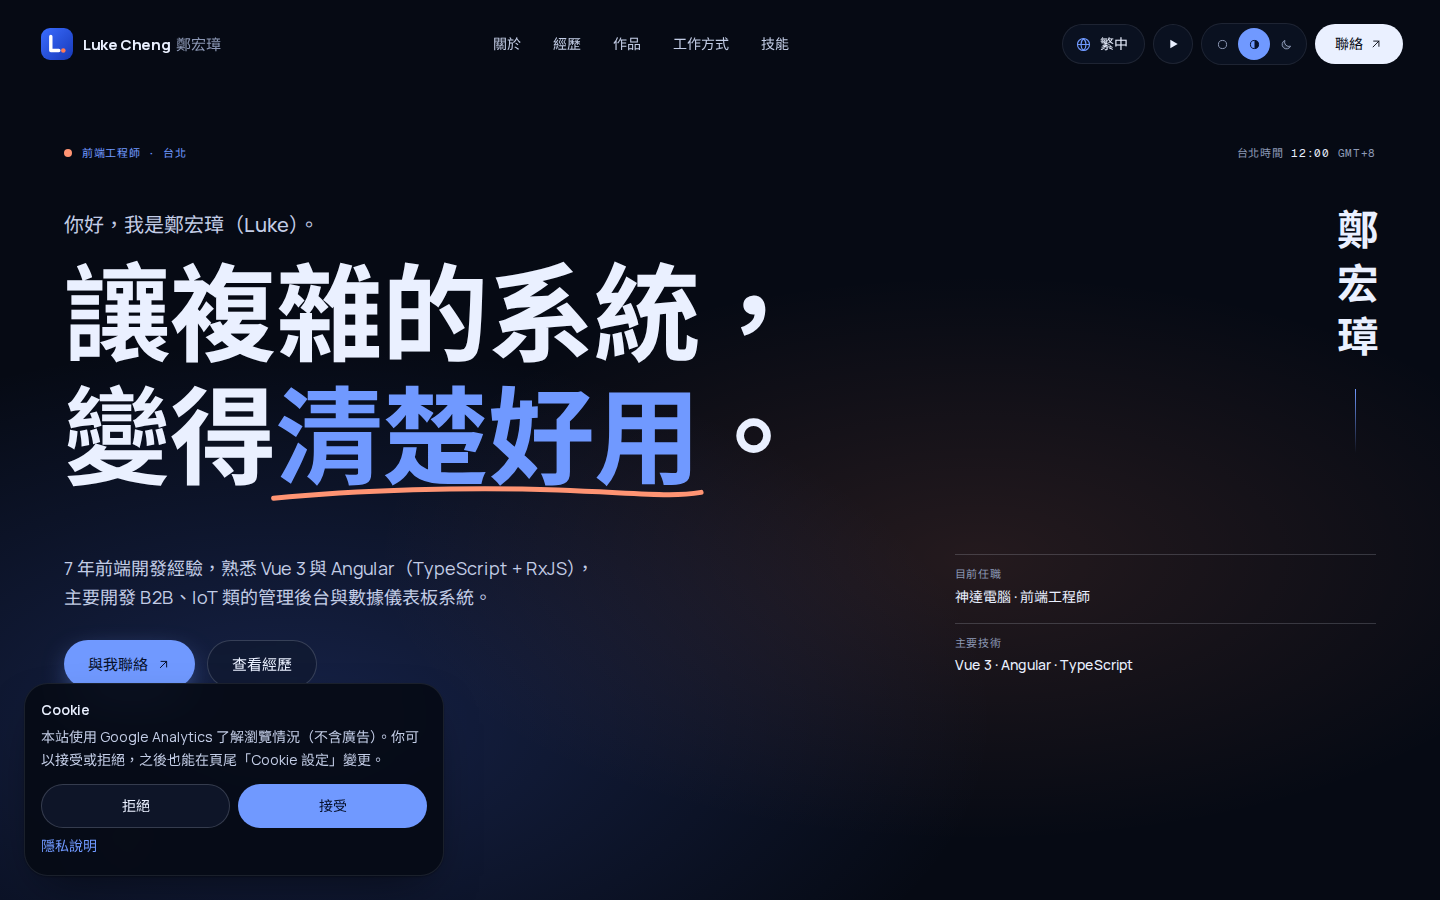 L. Luke Cheng 鄭宏璋
關於 經歷 作品 工作方式 技能
繁中
聯絡
前端工程師 · 台北
台北時間 12:00 GMT+8
你好，我是鄭宏璋（Luke）。
讓複雜的系統，
變得清楚好用。
鄭宏璋
7 年前端開發經驗，熟悉 Vue 3 與 Angular（TypeScript + RxJS），
主要開發 B2B、IoT 類的管理後台與數據儀表板系統。
與我聯絡
查看經歷
目前任職
神達電腦 · 前端工程師
主要技術
Vue 3 · Angular · TypeScript
Cookie
本站使用 Google Analytics 了解瀏覽情況（不含廣告）。你可
以接受或拒絕，之後也能在頁尾「Cookie 設定」變更。
拒絕
接受
隱私說明